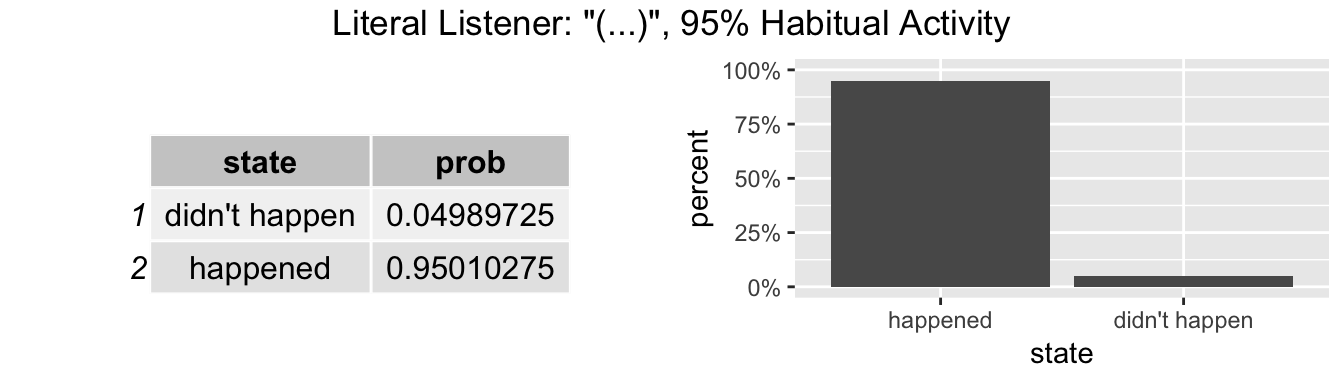 Literal Listener: "(...)", 95% Habitual Activity
state prob
1 didn't happen 0.04989725
2 happened 0.95010275
percent
100%
75%
50%
25%
0%
happened didn't happen
state